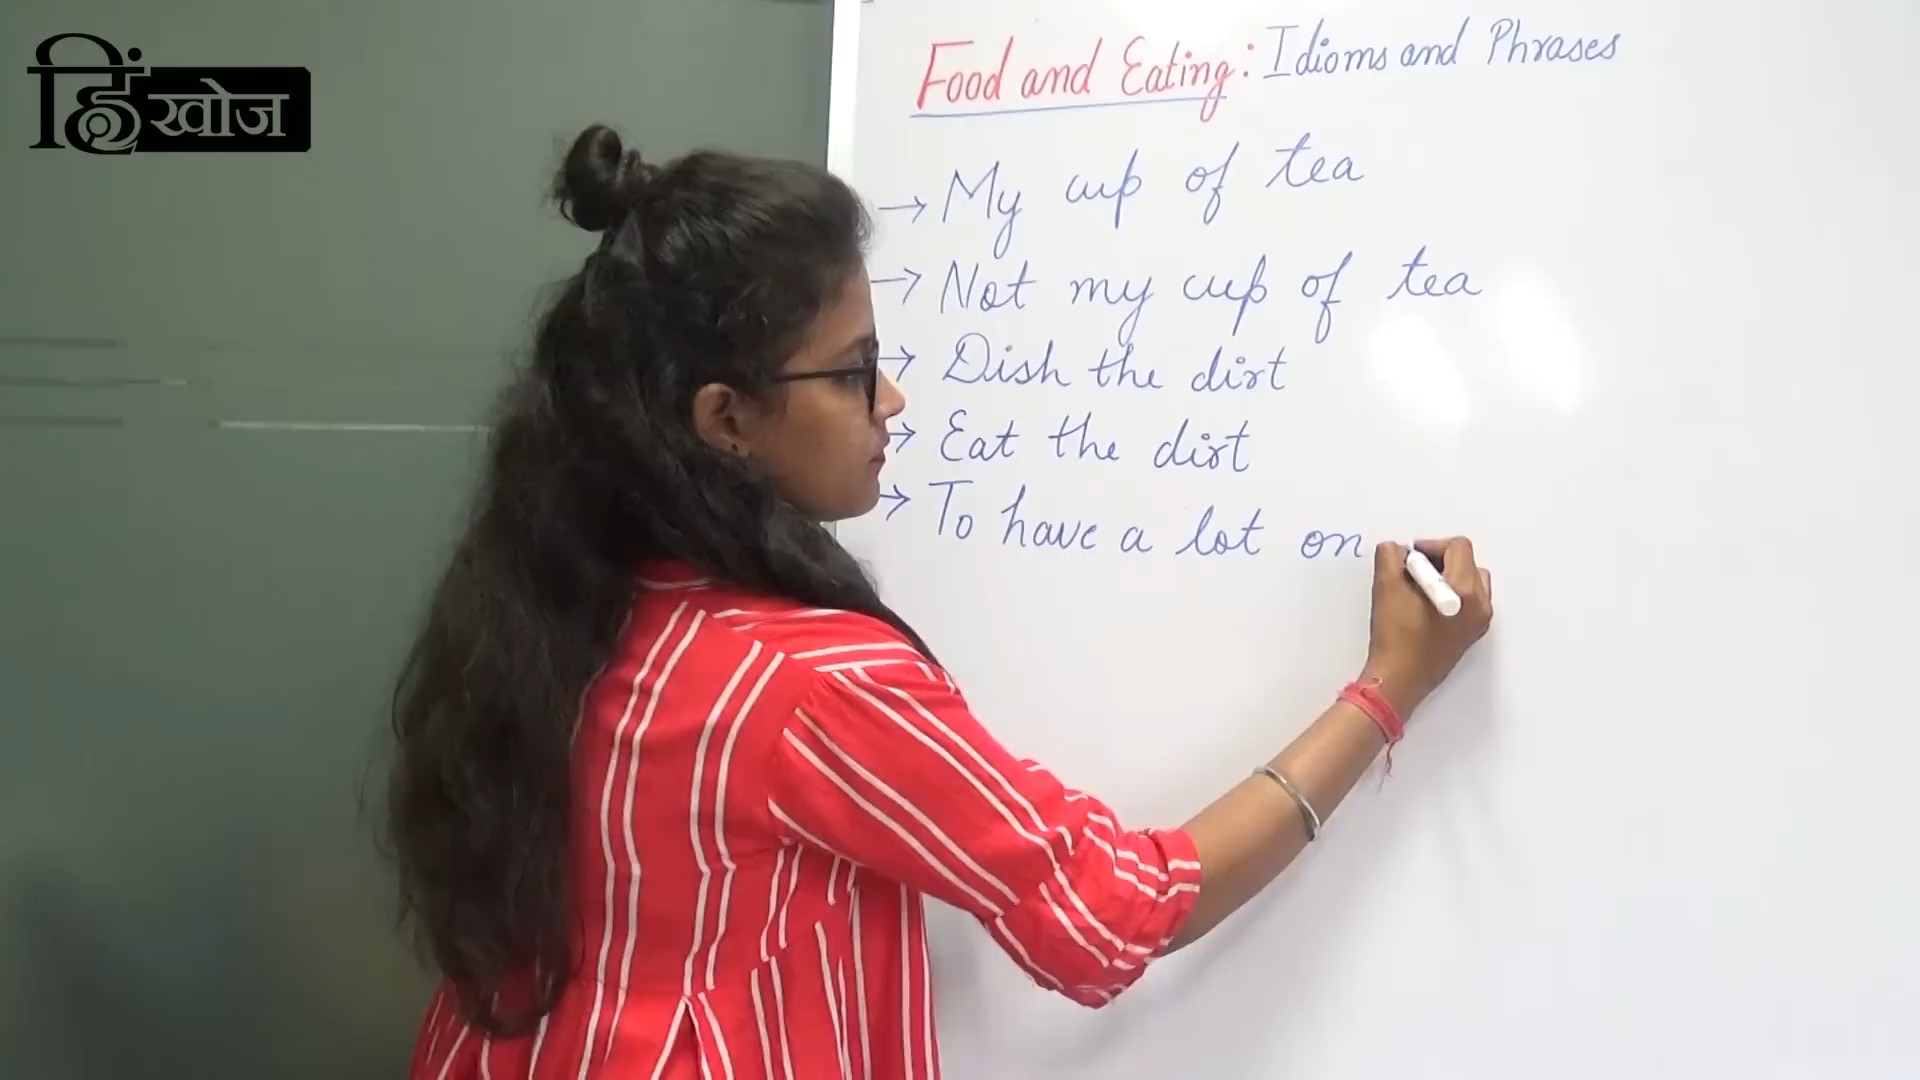 हिंखोज
Food and Eating: Idioms and Phrases
→ My cup of tea
→ Not my cup of tea
→ Dish the dirt
→ Eat the dirt
→ To have a lot on